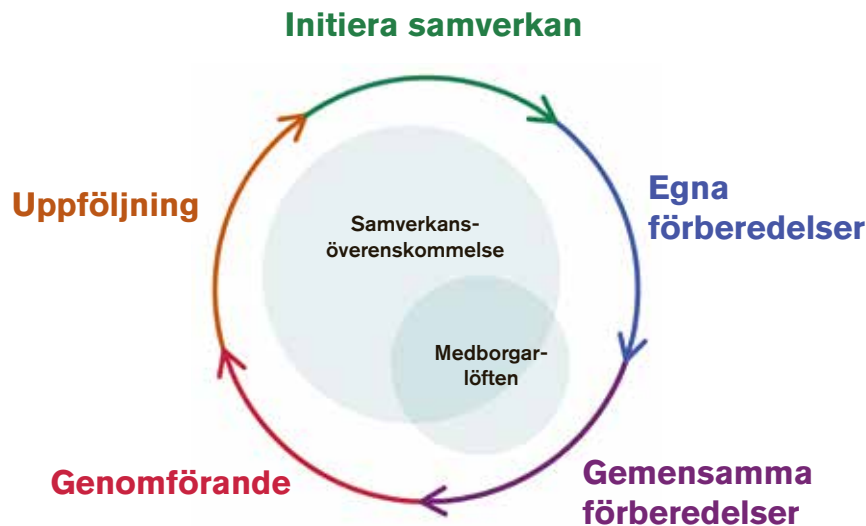 Initiera samverkan
Egna
förberedelser
Uppföljning
Samverkans-
överenskommelse
Medborgar-
löften
Genomförande
Gemensamma
förberedelser